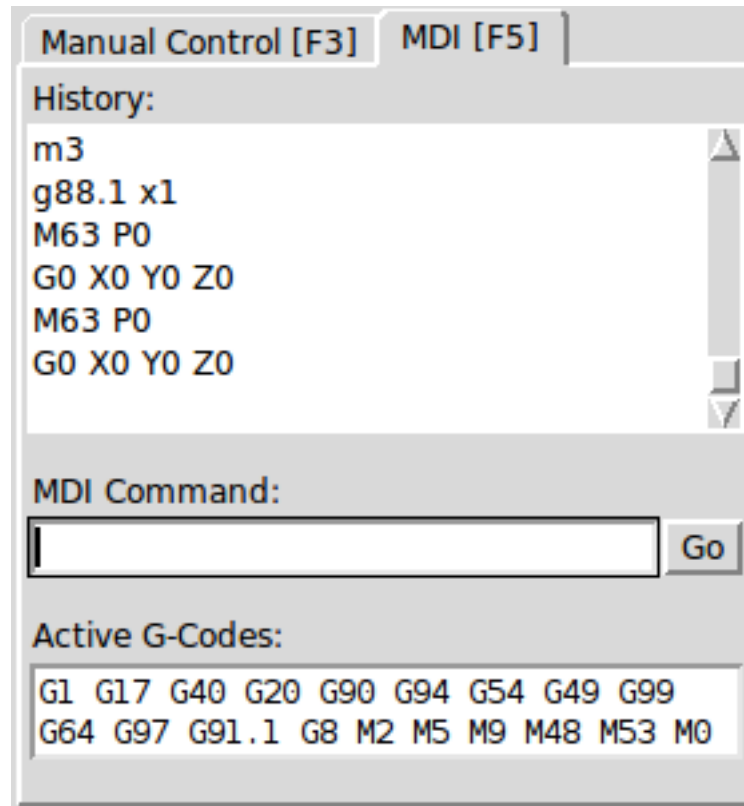 Manual Control [F3] MDI [F5]
History:
m3
g88.1 x1
M63 P0
G0 X0 Y0 Z0
M63 P0
G0 X0 Y0 Z0
MDI Command:
Go
Active G-Codes:
G1 G17 G40 G20 G90 G94 G54 G49 G99
G64 G97 G91.1 G8 M2 M5 M9 M48 M53 M0